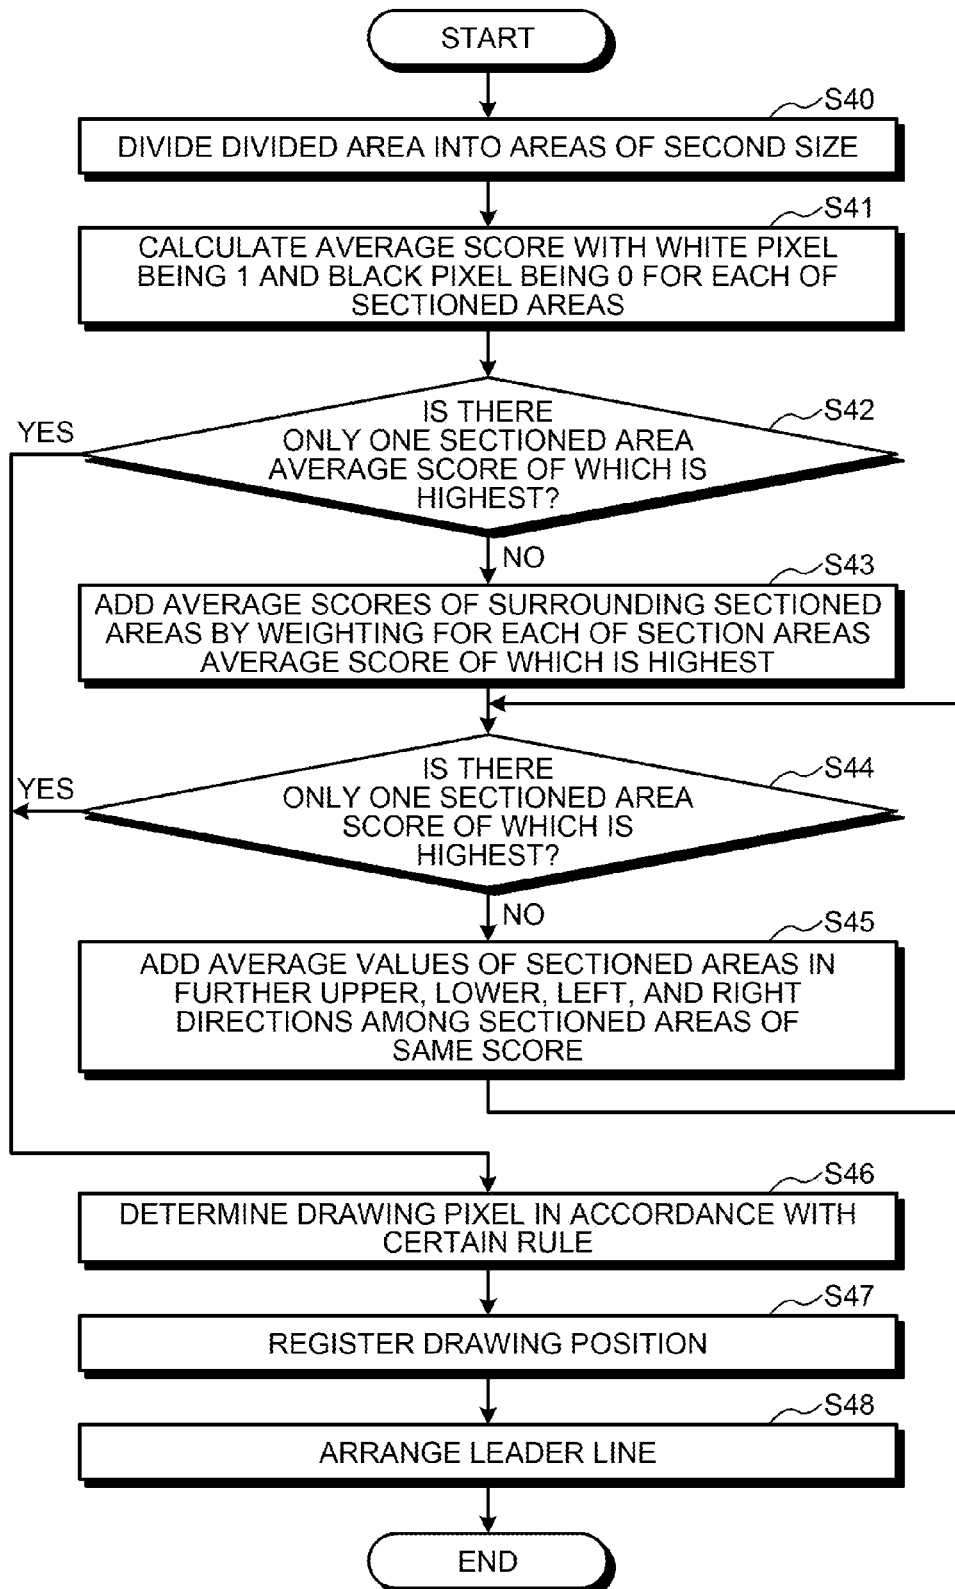 START
S40
DIVIDE DIVIDED AREA INTO AREAS OF SECOND SIZE
S41
CALCULATE AVERAGE SCORE WITH WHITE PIXEL
BEING 1 AND BLACK PIXEL BEING 0 FOR EACH OF
SECTIONED AREAS
S42
YES
IS THERE
ONLY ONE SECTIONED AREA
AVERAGE SCORE OF WHICH IS
HIGHEST?
NO
S43
ADD AVERAGE SCORES OF SURROUNDING SECTIONED
AREAS BY WEIGHTING FOR EACH OF SECTION AREAS
AVERAGE SCORE OF WHICH IS HIGHEST
S44
YES
IS THERE
ONLY ONE SECTIONED AREA
SCORE OF WHICH IS
HIGHEST?
NO
S45
ADD AVERAGE VALUES OF SECTIONED AREAS IN
FURTHER UPPER, LOWER, LEFT, AND RIGHT
DIRECTIONS AMONG SECTIONED AREAS OF
SAME SCORE
S46
DETERMINE DRAWING PIXEL IN ACCORDANCE WITH
CERTAIN RULE
S47
REGISTER DRAWING POSITION
S48
ARRANGE LEADER LINE
END